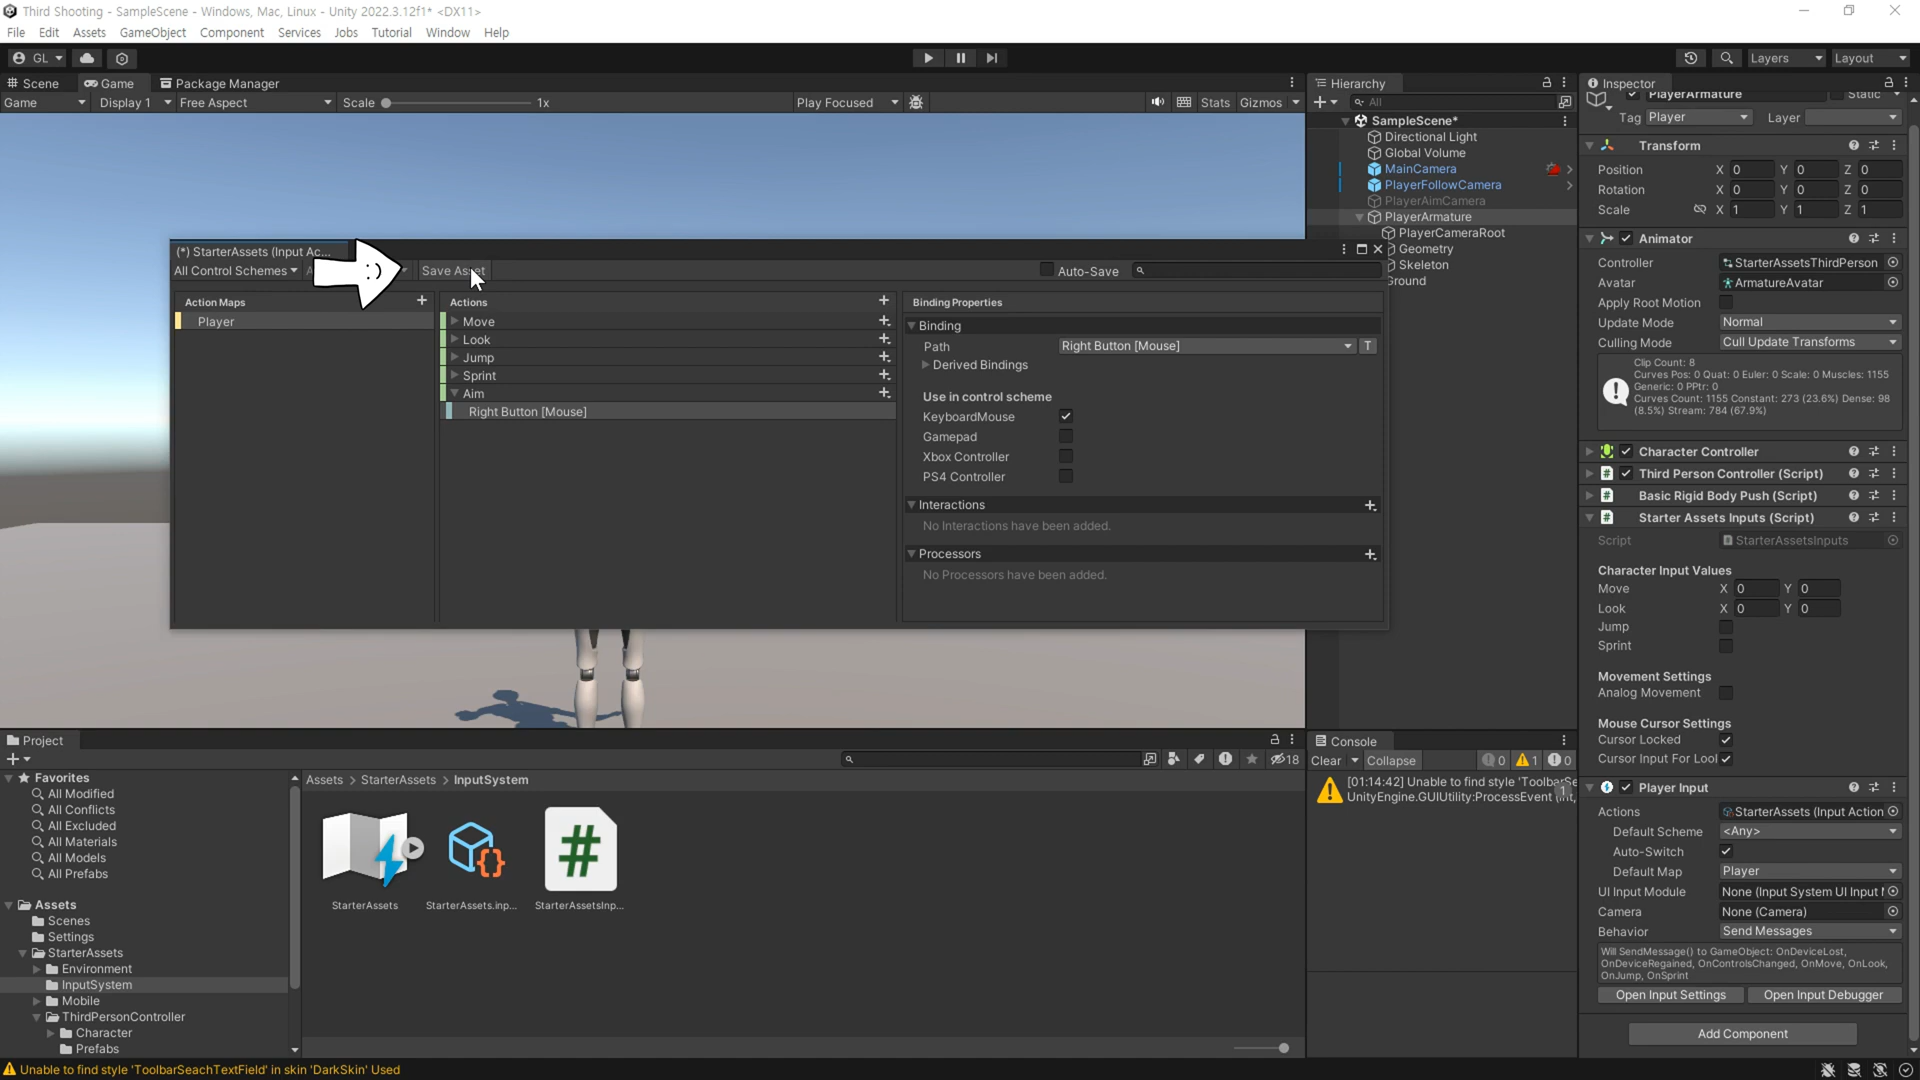 Third Shooting - SampleScene - Windows, Mac, Linux - Unity 2022.3.12f1* <DX11>
File Edit Assets GameObject Component Services Jobs Tutorial Window Help
GL Layers Layout
Scene Game Package Manager
Game Display 1 Free Aspect Scale 1x Play Focused Stats Gizmos
Hierarchy
All
SampleScene*
Directional Light
Global Volume
MainCamera
PlayerFollowCamera
PlayerAimCamera
PlayerArmature
PlayerCameraRoot
Geometry
Skeleton
(*) StarterAssets (Input Ac...
All Control Schemes Save Asset Auto-Save
Action Maps
Player
Actions
Move
Look
Jump
Sprint
Aim
Right Button [Mouse]
Binding Properties
Binding
Path Right Button [Mouse] T
Derived Bindings
Use in control scheme
KeyboardMouse
Gamepad
Xbox Controller
PS4 Controller
Interactions
No Interactions have been added.
Processors
No Processors have been added.
:)
Inspector
PlayerArmature Static
Tag Player Layer
Transform
Position X 0 Y 0 Z 0
Rotation X 0 Y 0 Z 0
Scale X 1 Y 1 Z 1
Animator
Controller StarterAssetsThirdPerson
Avatar ArmatureAvatar
Apply Root Motion
Update Mode Normal
Culling Mode Cull Update Transforms
Clip Count: 8
Curves Pos: 0 Quat: 0 Euler: 0 Scale: 0 Muscles: 1155
Generic: 0 PPtr: 0
Curves Count: 1155 Constant: 273 (23.6%) Dense: 98
(8.5%) Stream: 784 (67.9%)
Character Controller
Third Person Controller (Script)
Basic Rigid Body Push (Script)
Starter Assets Inputs (Script)
Script StarterAssetsInputs
Character Input Values
Move X 0 Y 0
Look X 0 Y 0
Jump
Sprint
Movement Settings
Analog Movement
Mouse Cursor Settings
Cursor Locked
Cursor Input For Lool
Player Input
Actions StarterAssets (Input Action
Default Scheme <Any>
Auto-Switch
Default Map Player
UI Input Module None (Input System UI Input
Camera None (Camera)
Behavior Send Messages
Will SendMessage() to GameObject: OnDeviceLost,
OnDeviceRegained, OnControlsChanged, OnMove, OnLook,
OnJump, OnSprint
Open Input Settings Open Input Debugger
Add Component
Project
18
Favorites
All Modified
All Conflicts
All Excluded
All Materials
All Models
All Prefabs
Assets
Scenes
Settings
StarterAssets
Environment
InputSystem
Mobile
ThirdPersonController
Character
Prefabs
Assets > StarterAssets > InputSystem
StarterAssets StarterAssets.inp... StarterAssetsInp...
Console
Clear Collapse 0 1 0
[01:14:42] Unable to find style 'ToolbarSe
UnityEngine.GUIUtility:ProcessEvent (int,
1
Unable to find style 'ToolbarSeachTextField' in skin 'DarkSkin' Used